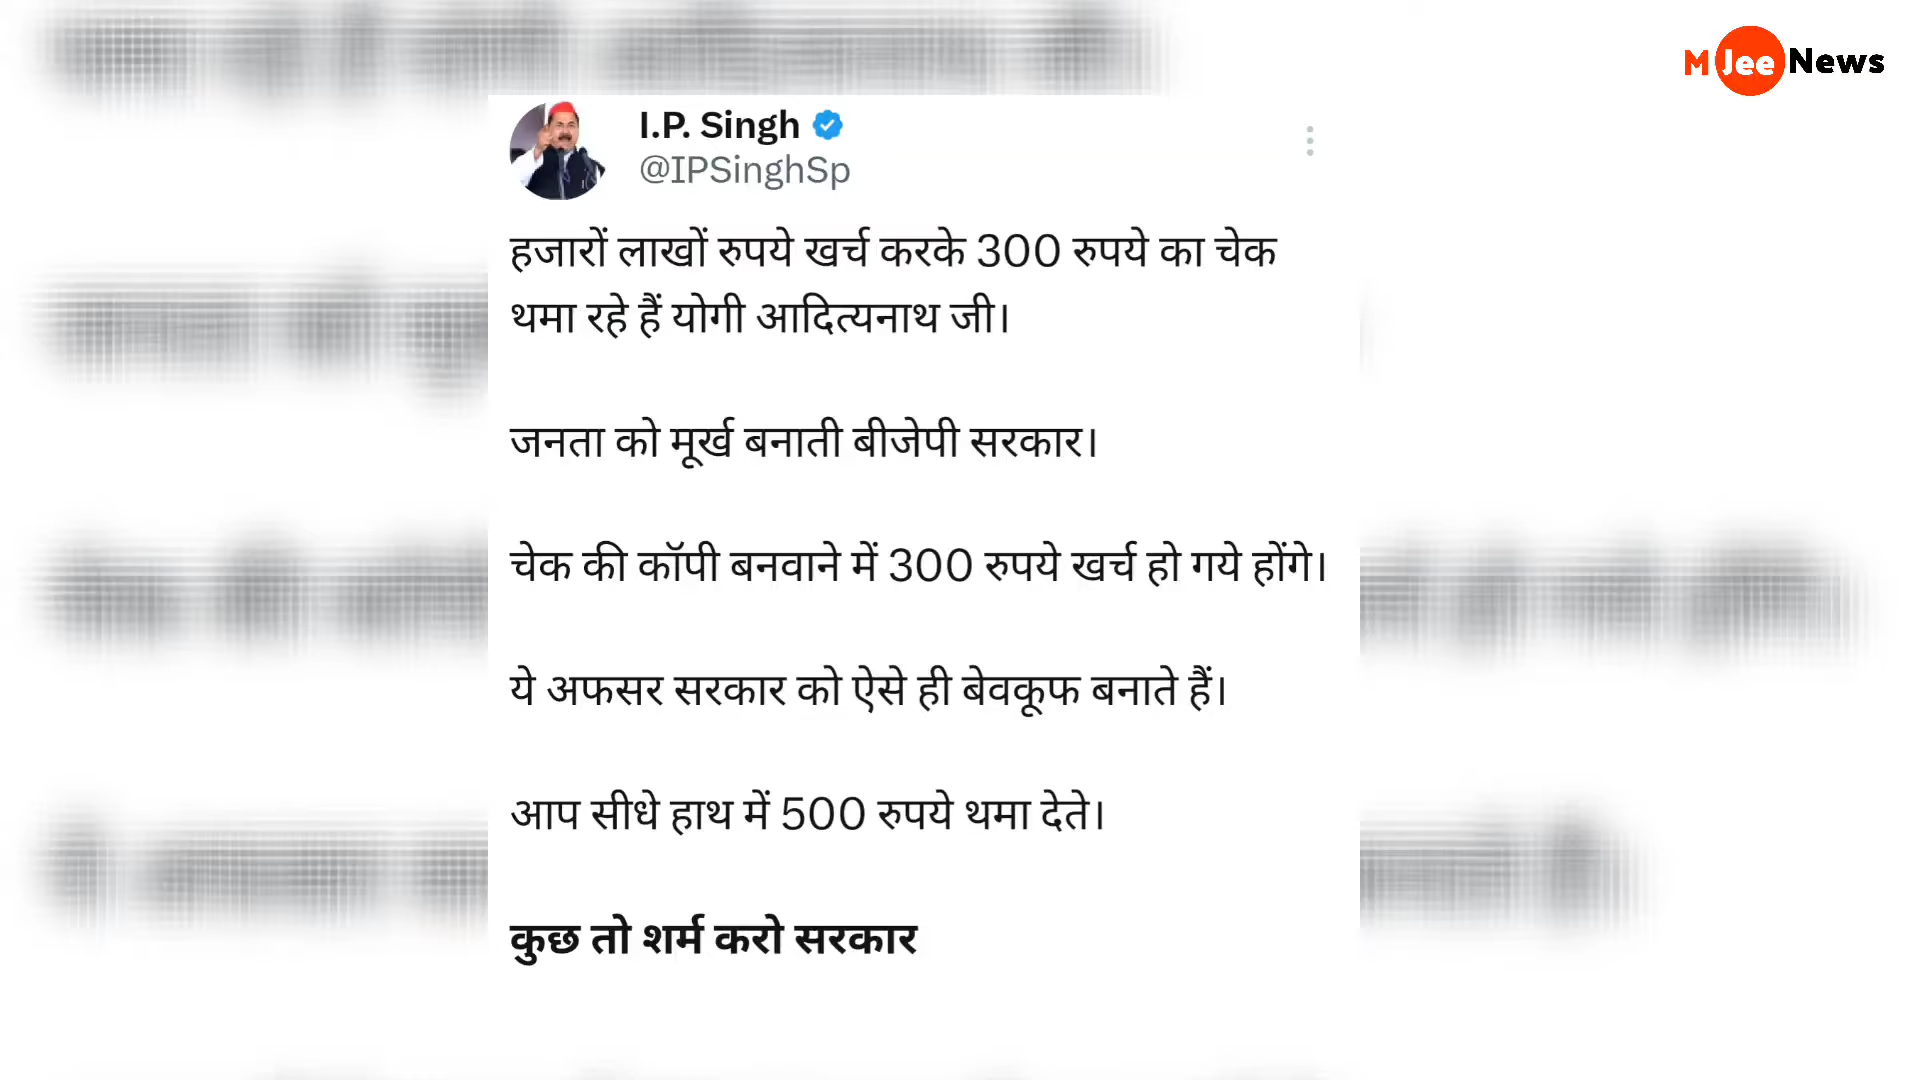 M Jee News
I.P. Singh
@IPSinghSp
हजारों लाखों रुपये खर्च करके 300 रुपये का चेक
थमा रहे हैं योगी आदित्यनाथ जी।
जनता को मूर्ख बनाती बीजेपी सरकार।
चेक की कॉपी बनवाने में 300 रुपये खर्च हो गये होंगे।
ये अफसर सरकार को ऐसे ही बेवकूफ बनाते हैं।
आप सीधे हाथ में 500 रुपये थमा देते।
कुछ तो शर्म करो सरकार